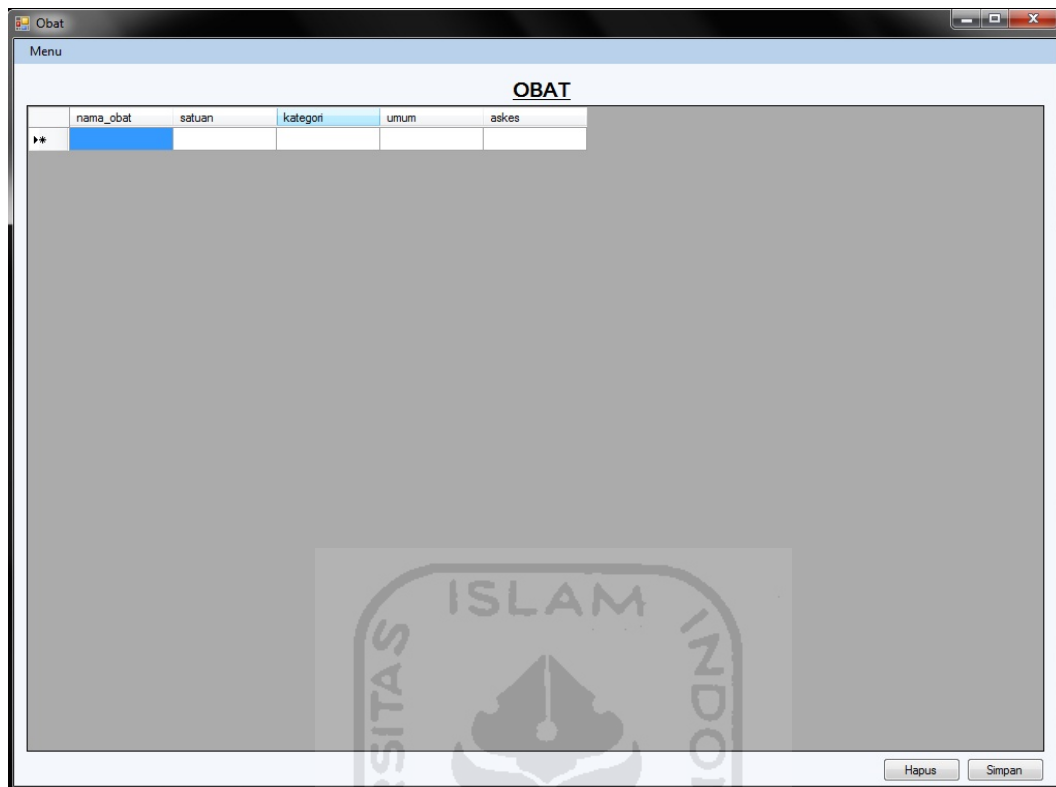 Obat
Menu
OBAT
nama_obat satuan kategori umum askes
ISLAM
Hapus Simpan